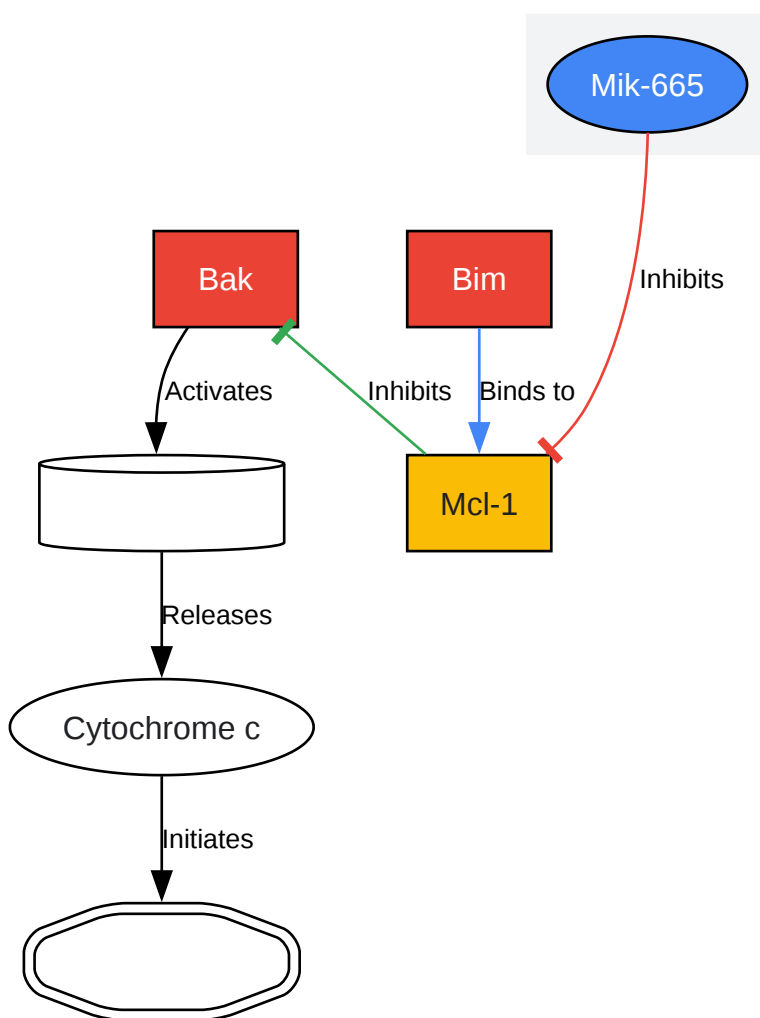 Mik-665
Bak
Bim
Inhibits
Activates
Inhibits
Binds to
Mcl-1
Releases
Cytochrome c
Initiates